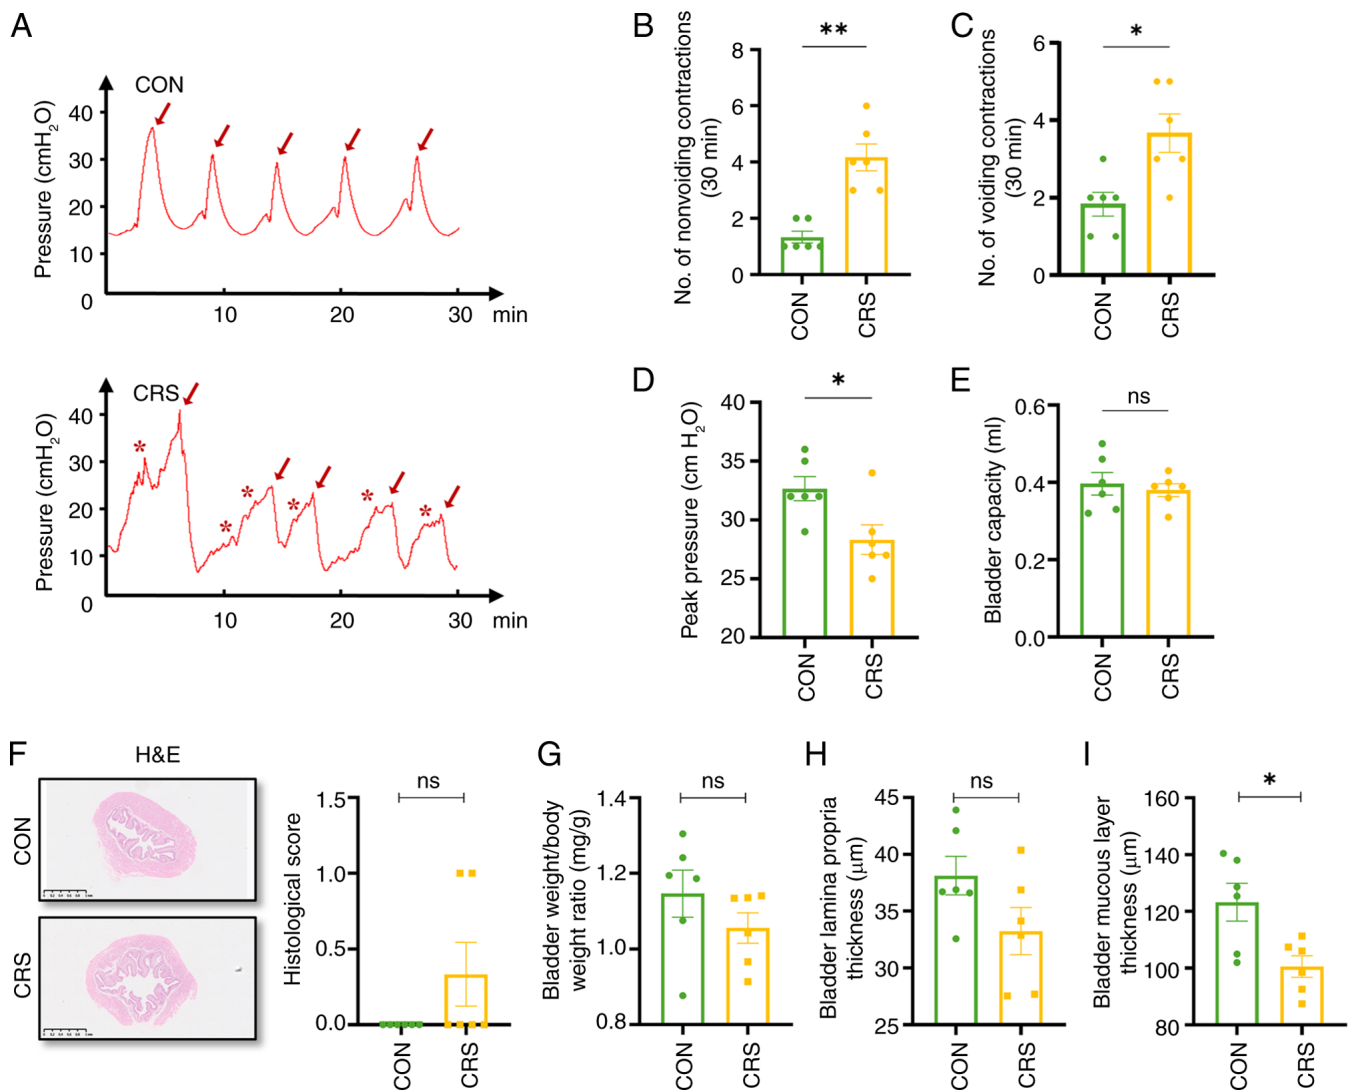 A
CON
Pressure (cmH2O)
40
30
20
10
0
10 20 30 min
CRS
Pressure (cmH2O)
40
30
20
10
0
* * * * * *
10 20 30 min
B
**
No. of nonvoiding contractions
(30 min)
8
6
4
2
0
CON CRS
C
*
No. of voiding contractions
(30 min)
6
4
2
0
CON CRS
D
*
Peak pressure (cm H2O)
40
35
30
25
20
CON CRS
E
ns
Bladder capacity (ml)
0.6
0.4
0.2
0.0
CON CRS
F
H&E
CON
CRS
ns
Histological score
1.5
1.0
0.5
0.0
CON CRS
G
ns
Bladder weight/body
weight ratio (mg/g)
1.4
1.2
1.0
0.8
CON CRS
H
ns
Bladder lamina propria
thickness (μm)
45
40
35
30
25
CON CRS
I
*
Bladder mucous layer
thickness (μm)
160
140
120
100
80
CON CRS